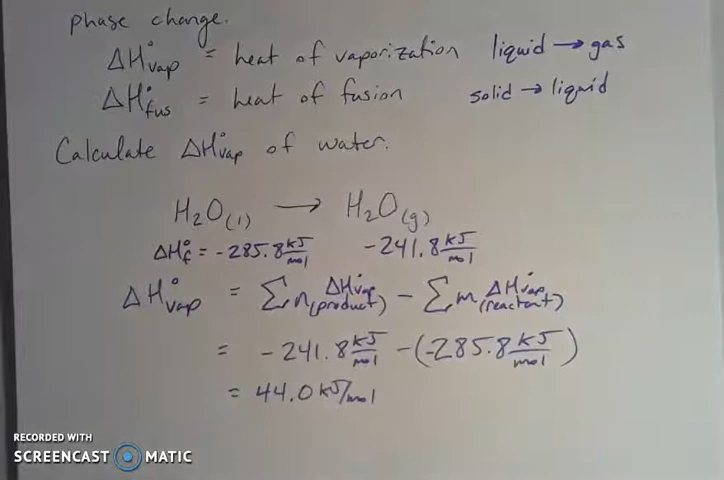 phase change.
ΔH°vap = heat of vaporization liquid → gas
ΔH°fus = heat of fusion solid → liquid
Calculate ΔH°vap of water.
H₂O(l) → H₂O(g)
ΔH°f = -285.8 kJ/mol -241.8 kJ/mol
ΔH°vap = Σ n ΔH°vap (product) - Σ m ΔH°vap (reactant)
= -241.8 kJ/mol - (-285.8 kJ/mol)
= 44.0 kJ/mol
RECORDED WITH
SCREENCAST MATIC